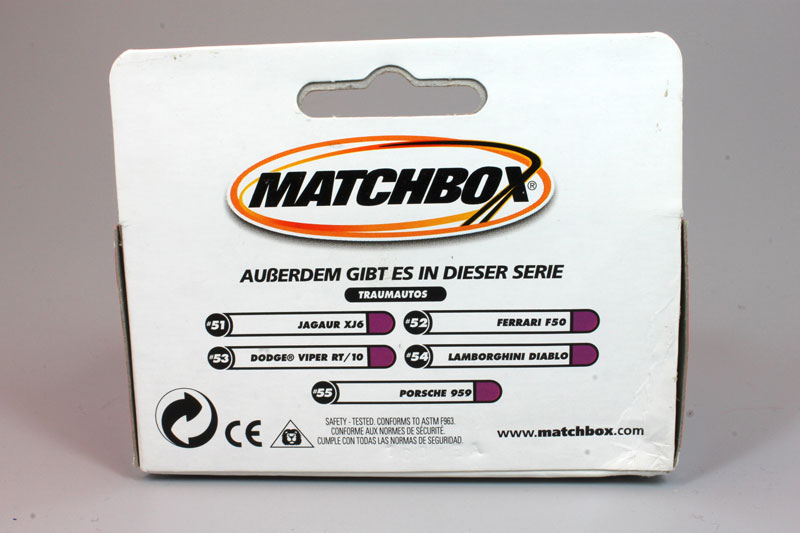 MATCHBOX®
AUßERDEM GIBT ES IN DIESER SERIE
TRAUMAUTOS
#51 JAGAUR XJ6
#52 FERRARI F50
#53 DODGE® VIPER RT/10
#54 LAMBORGHINI DIABLO
#55 PORSCHE 959
CE
SAFETY - TESTED. CONFORMS TO ASTM F963.
CONFORME AUX NORMES DE SÉCURITÉ.
CUMPLE CON TODAS LAS NORMAS DE SEGURIDAD.
www.matchbox.com